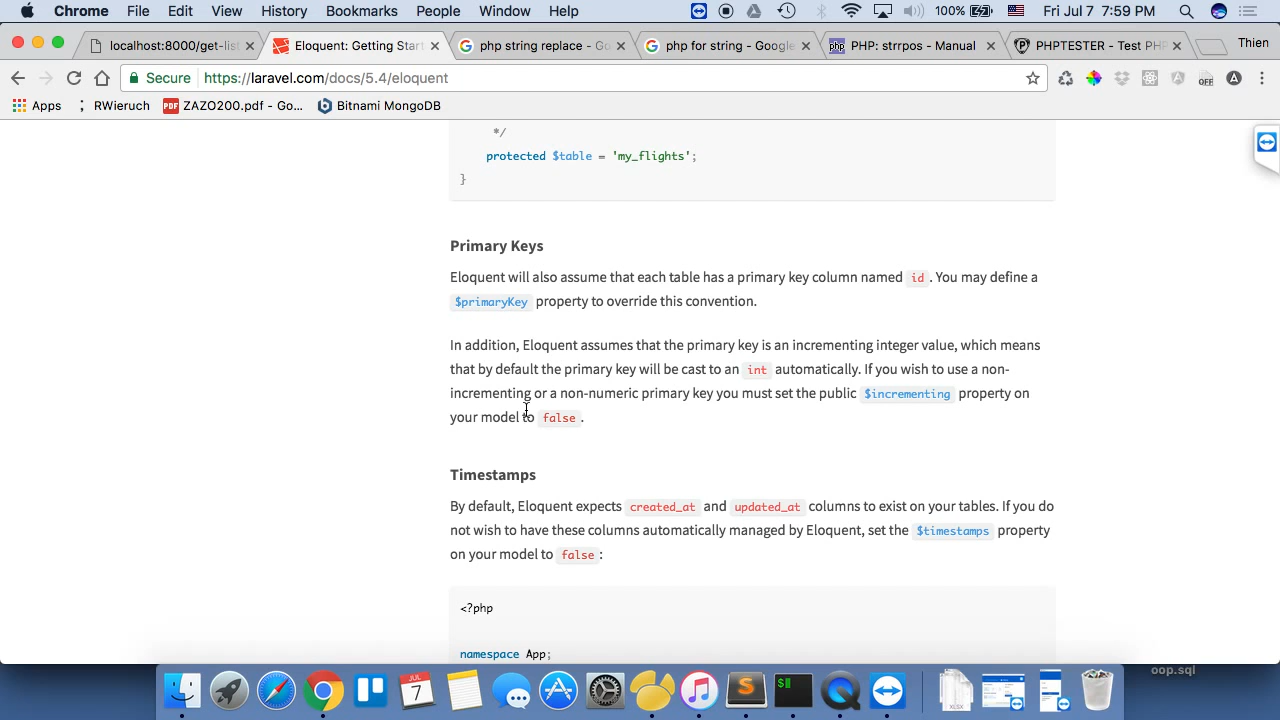 Chrome File Edit View History Bookmarks People Window Help 100% Fri Jul 7 7:59 PM
localhost:8000/get-list Eloquent: Getting Start php string replace - Go php for string - Google PHP: strrpos - Manual PHPTESTER - Test PHP Thien
Secure https://laravel.com/docs/5.4/eloquent OFF
Apps RWieruch PDF ZAZO200.pdf - Go... Bitnami MongoDB
*/
protected $table = 'my_flights';
}
Primary Keys
Eloquent will also assume that each table has a primary key column named id. You may define a
$primaryKey property to override this convention.
In addition, Eloquent assumes that the primary key is an incrementing integer value, which means
that by default the primary key will be cast to an int automatically. If you wish to use a non-
incrementing or a non-numeric primary key you must set the public $incrementing property on
your model to false.
Timestamps
By default, Eloquent expects created_at and updated_at columns to exist on your tables. If you do
not wish to have these columns automatically managed by Eloquent, set the $timestamps property
on your model to false:
<?php
namespace App;
oop.sql
JUL
7